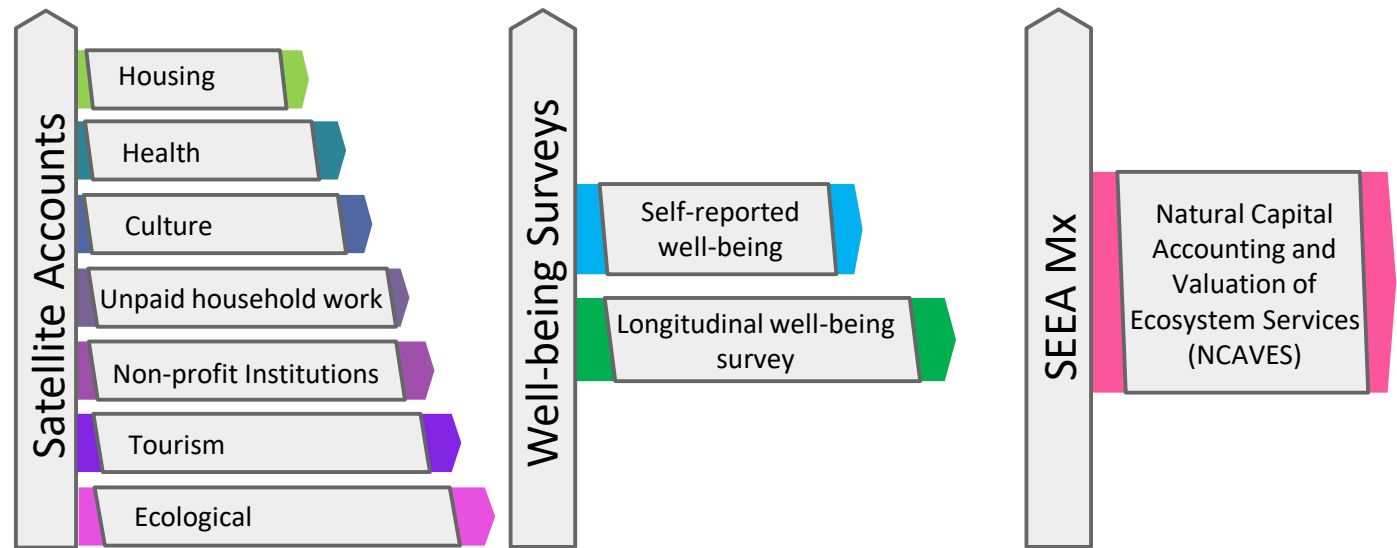 Satellite Accounts
Housing
Health
Culture
Unpaid household work
Non-profit Institutions
Tourism
Ecological
Well-being Surveys
Self-reported
well-being
Longitudinal well-being
survey
SEEA Mx
Natural Capital
Accounting and
Valuation of
Ecosystem Services
(NCAVES)